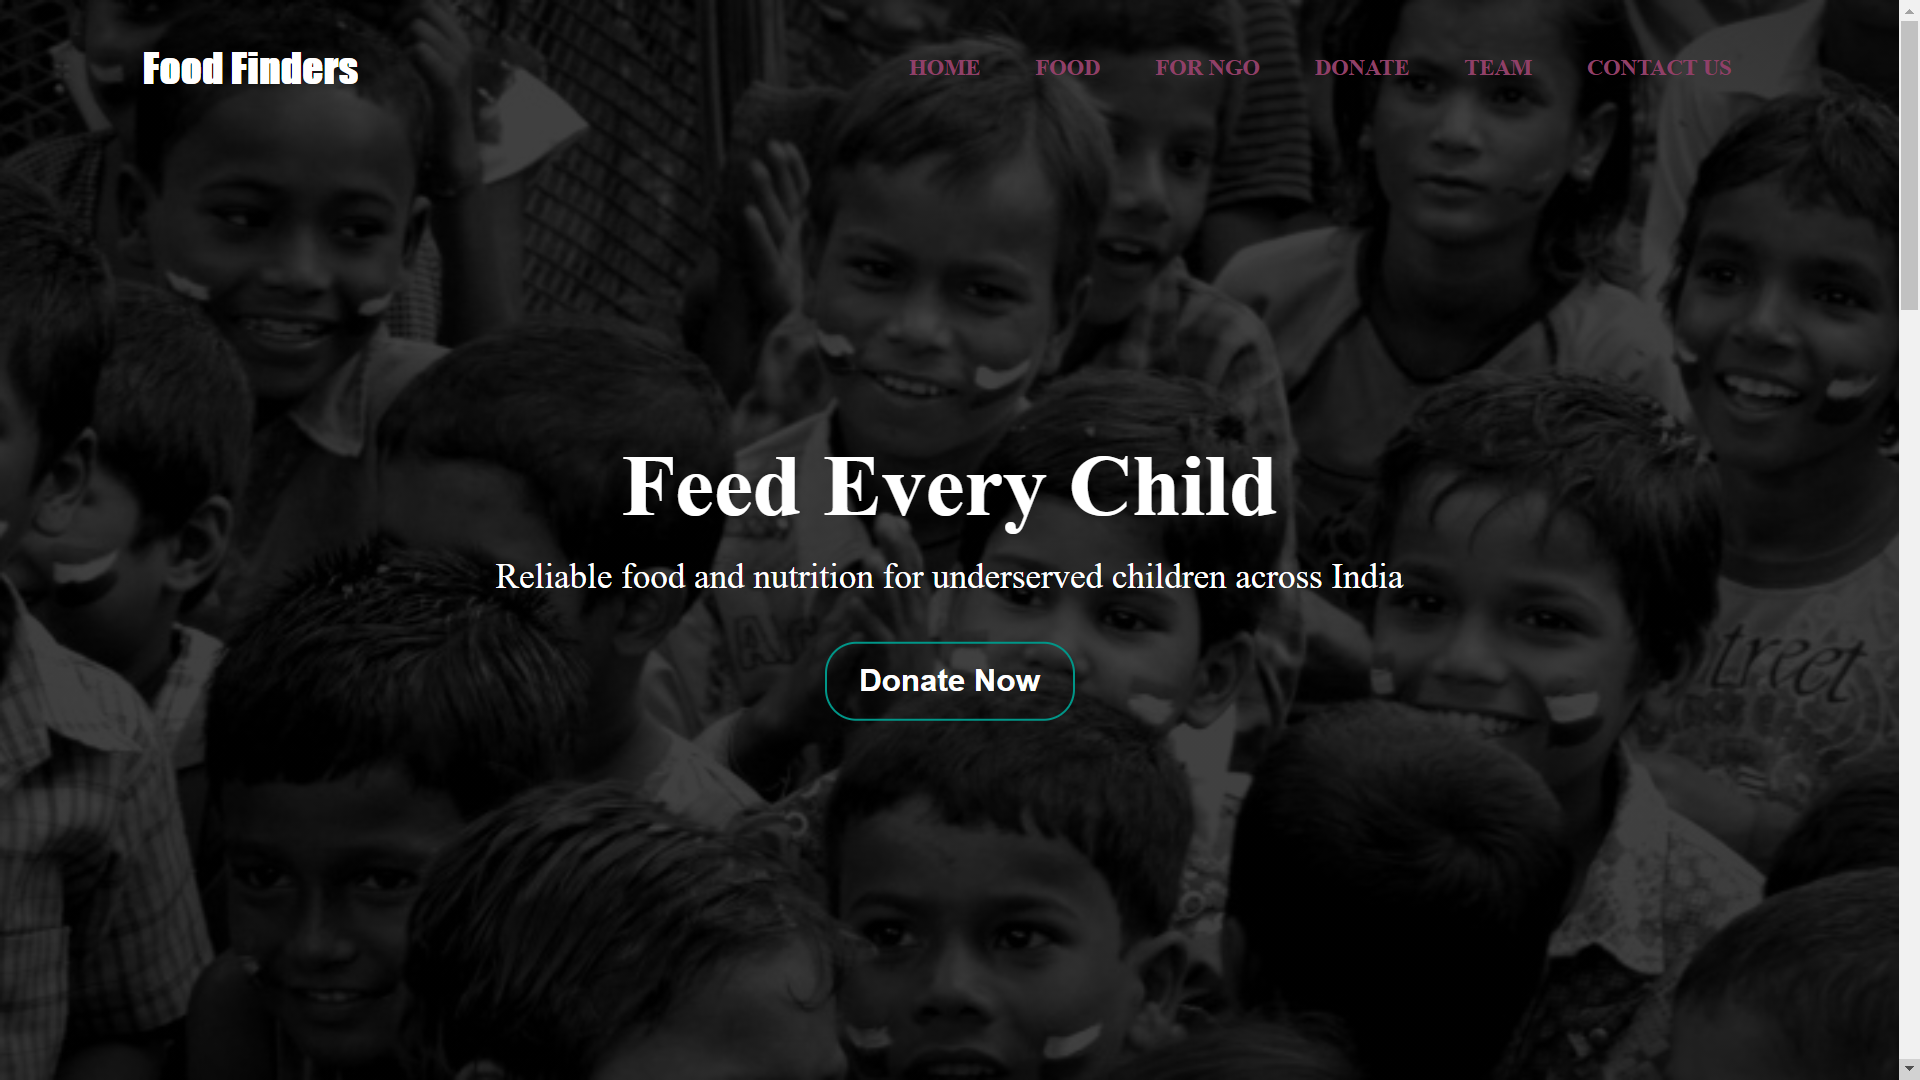 Food Finders
HOME FOOD FOR NGO DONATE TEAM CONTACT US
Feed Every Child
Reliable food and nutrition for underserved children across India
Donate Now
treet